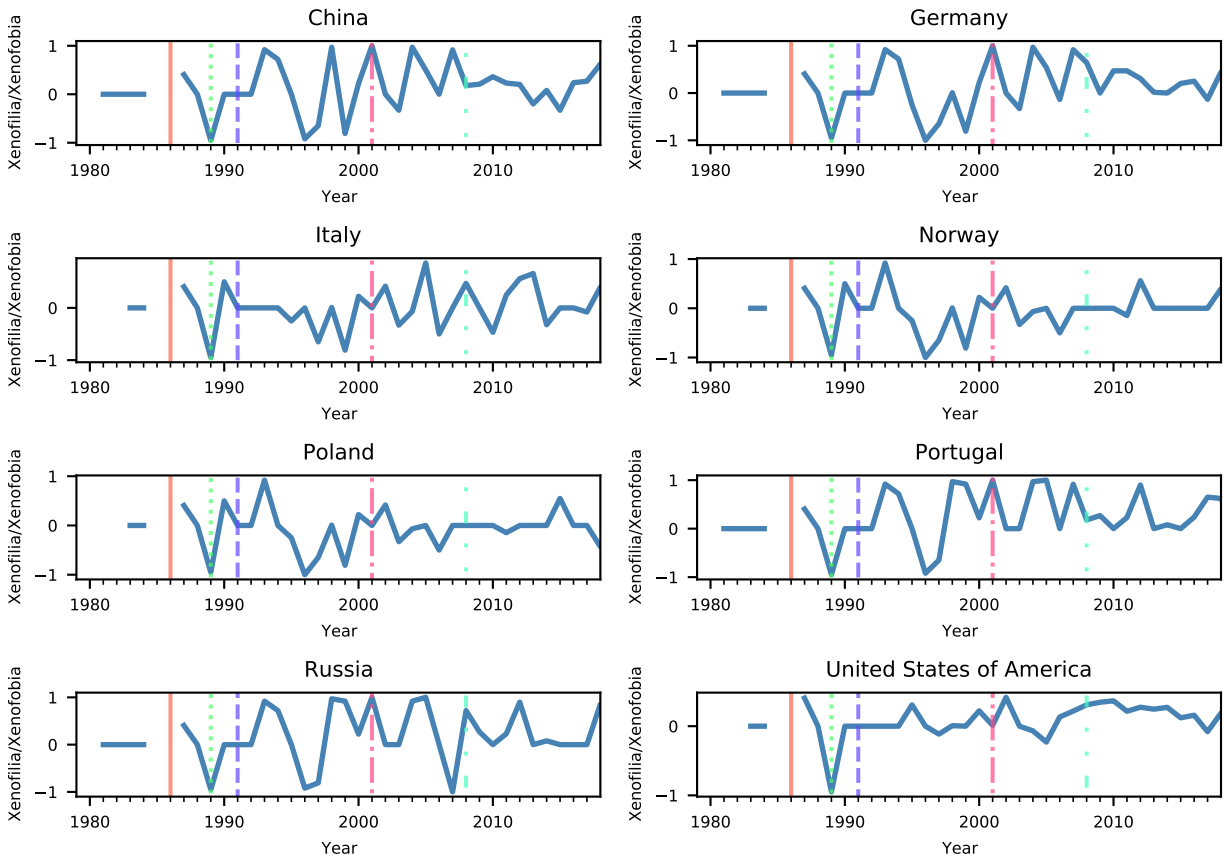 China
Xenofilia/Xenofobia
1
0
−1
1980
1990
2000
2010
Year
Germany
Xenofilia/Xenofobia
1
0
−1
1980
1990
2000
2010
Year
Italy
Xenofilia/Xenofobia
0
−1
1980
1990
2000
2010
Year
Norway
Xenofilia/Xenofobia
1
0
−1
1980
1990
2000
2010
Year
Poland
Xenofilia/Xenofobia
1
0
−1
1980
1990
2000
2010
Year
Portugal
Xenofilia/Xenofobia
1
0
−1
1980
1990
2000
2010
Year
Russia
Xenofilia/Xenofobia
1
0
−1
1980
1990
2000
2010
Year
United States of America
Xenofilia/Xenofobia
0
−1
1980
1990
2000
2010
Year